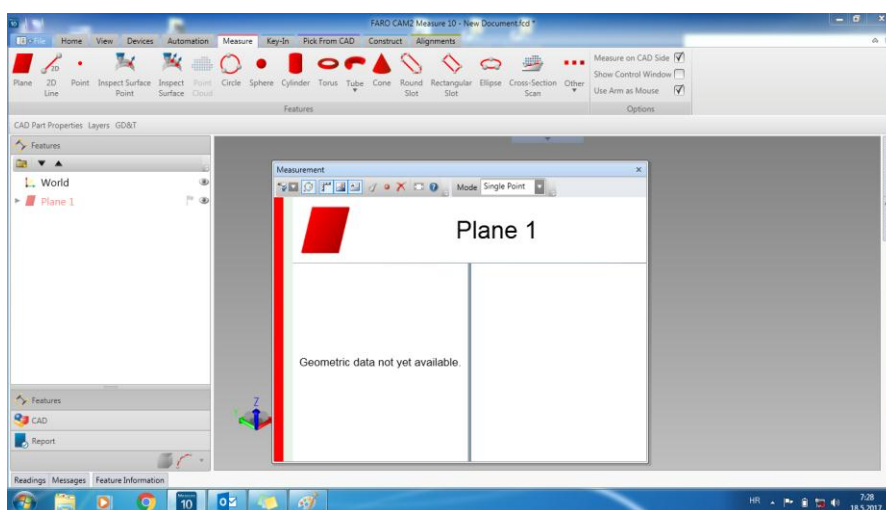 FARO CAM2 Measure 10 - New Document.fcd *
File Home View Devices Automation Measure Key-In Pick From CAD Construct Alignments
Plane
2D Line
Point
Inspect Surface Point
Inspect Surface
Point Cloud
Circle
Sphere
Cylinder
Torus
Tube
Cone
Round Slot
Rectangular Slot
Ellipse
Cross-Section Scan
Other
Measure on CAD Side
Show Control Window
Use Arm as Mouse
Features
Options
CAD Part Properties Layers GD&T
Features
World
Plane 1
Measurement
Mode Single Point
Plane 1
Geometric data not yet available.
Z
Features
CAD
Report
Readings Messages Feature Information
10
HR
7:28
18.5.2017